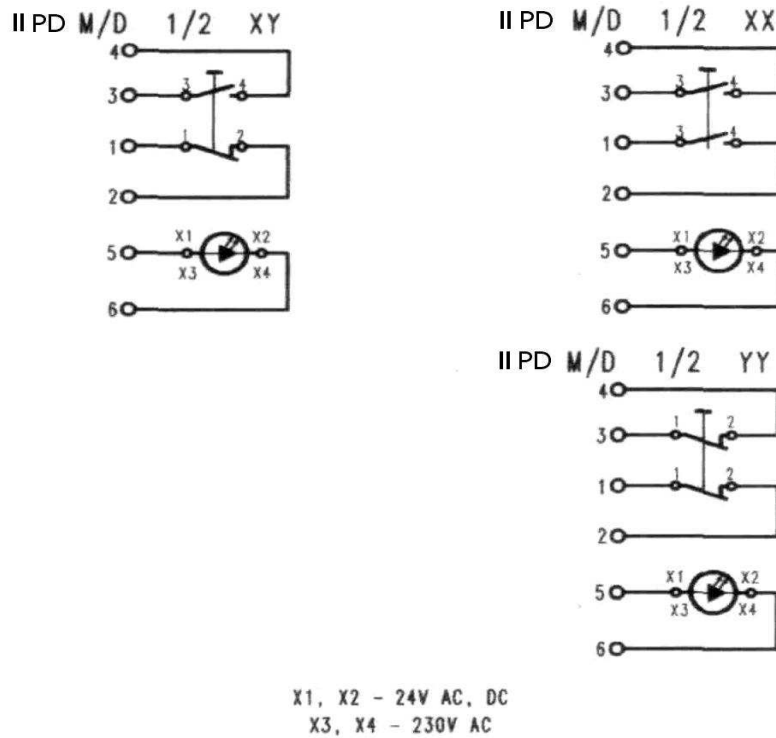 II PD M/D 1/2 XY
4
3 3 4
1 1 2
2
5 X1 X2
X3 X4
6
II PD M/D 1/2 XX
4
3 3 4
1 3 4
2
5 X1 X2
X3 X4
6
II PD M/D 1/2 YY
4
3 1 2
1 1 2
2
5 X1 X2
X3 X4
6
X1, X2 - 24V AC, DC
X3, X4 - 230V AC